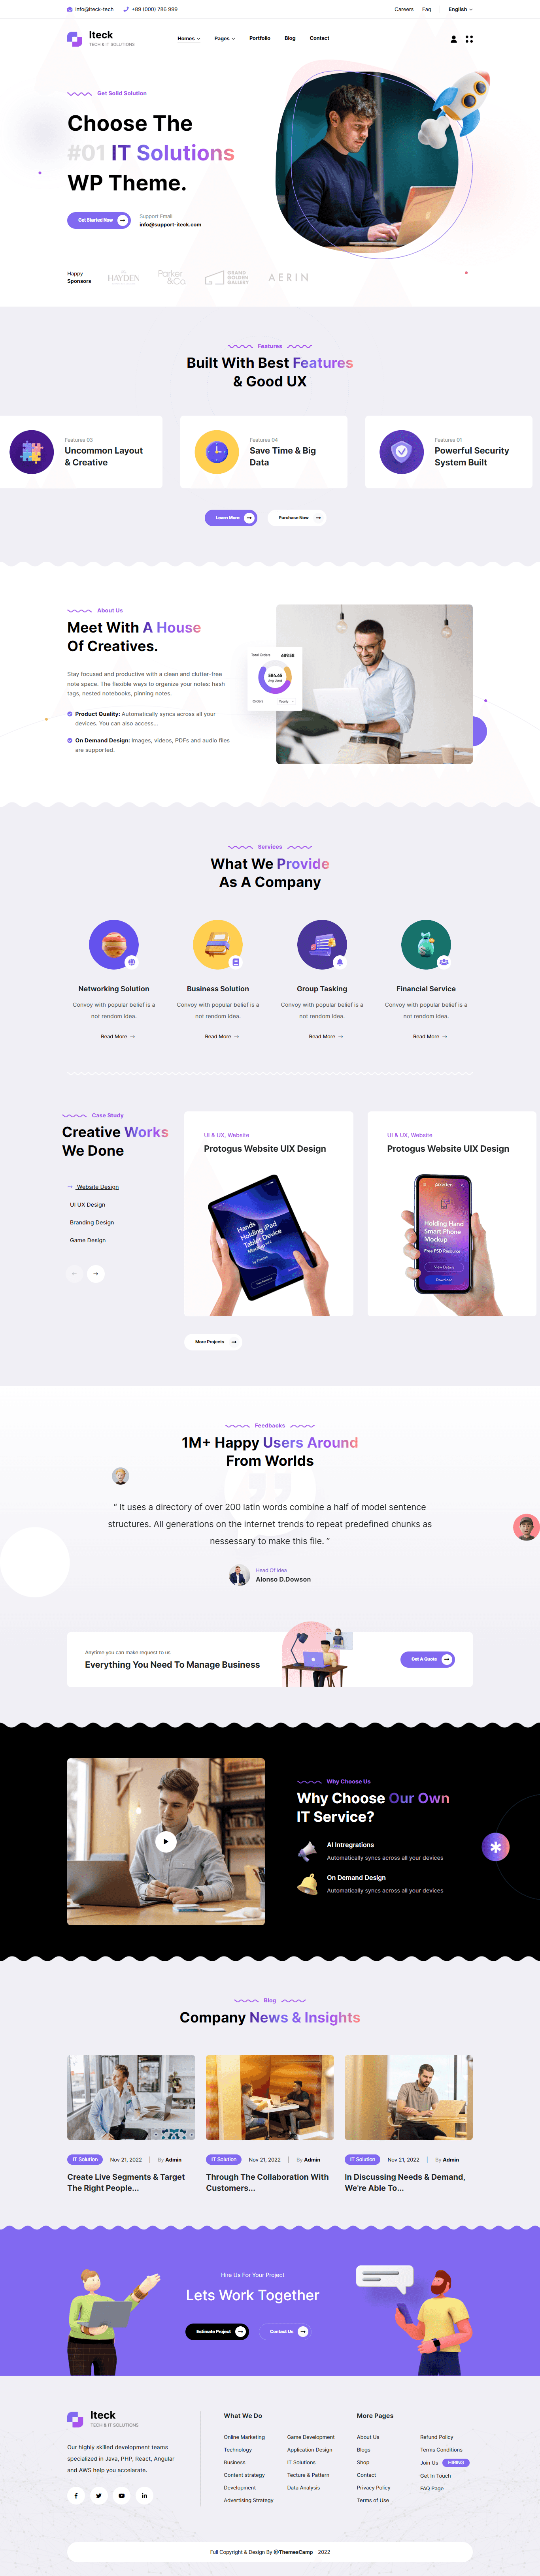 info@iteck-tech +89 (000) 786 999 Careers Faq English
Iteck
TECH & IT SOLUTIONS
Homes Pages Portfolio Blog Contact
Get Solid Solution
Choose The
#01 IT Solutions
WP Theme.
Get Started Now
Support Email
info@support-iteck.com
Happy
Sponsors
HAYDEN
Parker
&Co.
GRAND
GOLDEN
GALLERY
AERIN
Features
Built With Best Features
& Good UX
Features 03
Uncommon Layout
& Creative
Features 04
Save Time & Big
Data
Features 01
Powerful Security
System Built
Learn More
Purchase Now
About Us
Meet With A House
Of Creatives.
Stay focused and productive with a clean and clutter-free
note space. The flexible ways to organize your notes: hash
tags, nested notebooks, pinning notes.
Product Quality: Automatically syncs across all your
devices. You can also access...
On Demand Design: Images, videos, PDFs and audio files
are supported.
Total Orders
$84.65
Orders
Yearly
Services
What We Provide
As A Company
Networking Solution
Convoy with popular belief is a
not rendom idea.
Read More
Business Solution
Convoy with popular belief is a
not rendom idea.
Read More
Group Tasking
Convoy with popular belief is a
not rendom idea.
Read More
Financial Service
Convoy with popular belief is a
not rendom idea.
Read More
Case Study
Creative Works
We Done
Website Design
UI UX Design
Branding Design
Game Design
UI & UX, Website
Protogus Website UIX Design
Hands
Holding iPad
Tablet Device
Mockup
UI & UX, Website
Protogus Website UIX Design
pixeden
Holding Hand
Smart Phone
Mockup
Free PSD Resource
View Details
Download
More Projects
Feedbacks
1M+ Happy Users Around
From Worlds
“ It uses a directory of over 200 latin words combine a half of model sentence
structures. All generations on the internet trends to repeat predefined chunks as
nessessary to make this file. ”
Head Of Idea
Alonso D.Dowson
Anytime you can make request to us
Everything You Need To Manage Business
Get A Quote
Why Choose Us
Why Choose Our Own
IT Service?
AI Intregrations
Automatically syncs across all your devices
On Demand Design
Automatically syncs across all your devices
Blog
Company News & Insights
IT Solution Nov 21, 2022 | By Admin
Create Live Segments & Target
The Right People...
IT Solution Nov 21, 2022 | By Admin
Through The Collaboration With
Customers...
IT Solution Nov 21, 2022 | By Admin
In Discussing Needs & Demand,
We're Able To...
Hire Us For Your Project
Lets Work Together
Estimate Project
Contact Us
Iteck
TECH & IT SOLUTIONS
Our highly skilled development teams
specialized in Java, PHP, React, Angular
and AWS help you accelarate.
What We Do
Online Marketing
Technology
Business
Content strategy
Development
Advertising Strategy
Game Development
Application Design
IT Solutions
Tecture & Pattern
Data Analysis
More Pages
About Us
Blogs
Shop
Contact
Privacy Policy
Terms of Use
Refund Policy
Terms Conditions
Join Us HIRING
Get In Touch
FAQ Page
Full Copyright & Design By @ThemesCamp - 2022